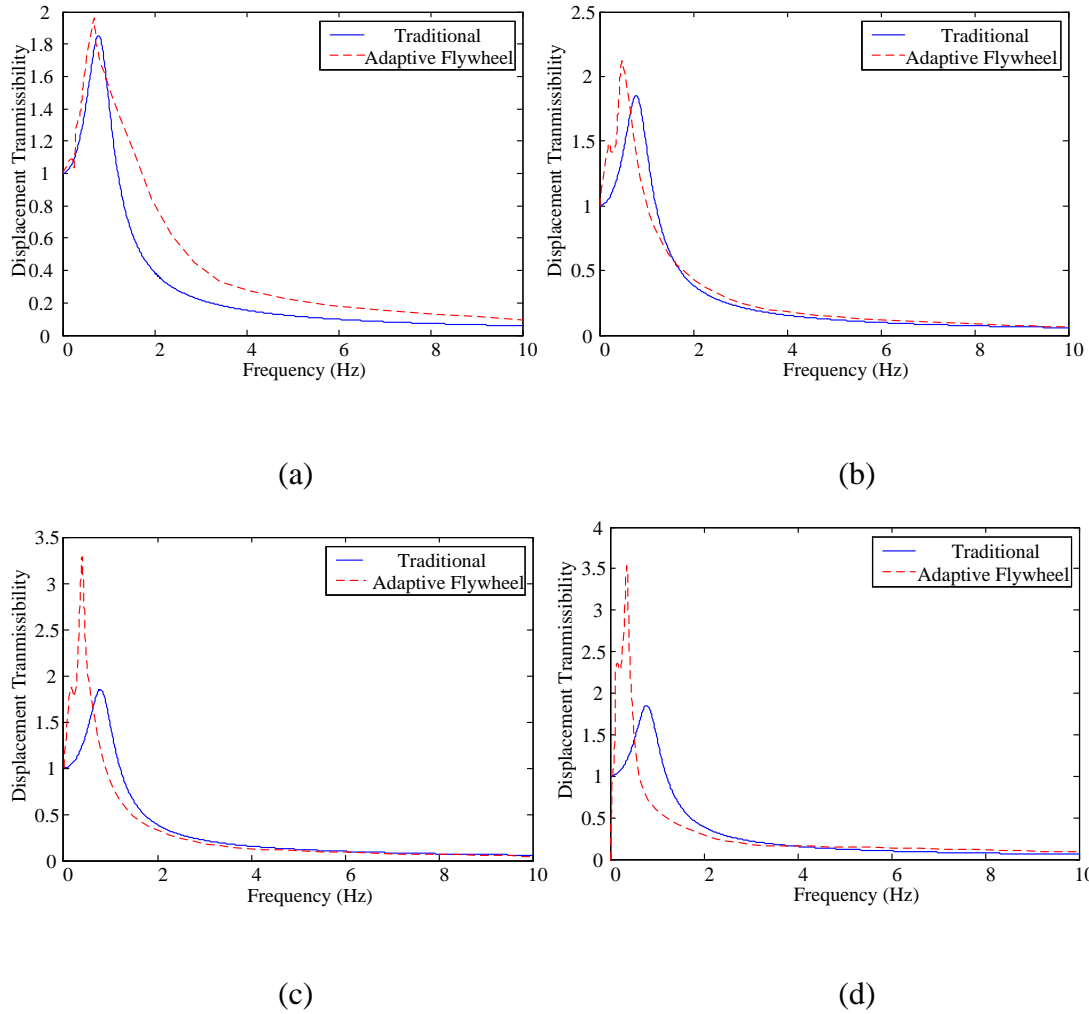 2
1.8
1.6
1.4
1.2
1
0.8
0.6
0.4
0.2
0
Displacement Tranmissibility
Traditional
Adaptive Flywheel
0 2 4 6 8 10
Frequency (Hz)
(a)
2.5
2
1.5
1
0.5
0
Displacement Tranmissibility
Traditional
Adaptive Flywheel
0 2 4 6 8 10
Frequency (Hz)
(b)
3.5
3
2.5
2
1.5
1
0.5
0
Displacement Tranmissibility
Traditional
Adaptive Flywheel
0 2 4 6 8 10
Frequency (Hz)
(c)
4
3.5
3
2.5
2
1.5
1
0.5
0
Displacement Tranmissibility
Traditional
Adaptive Flywheel
0 2 4 6 8 10
Frequency (Hz)
(d)